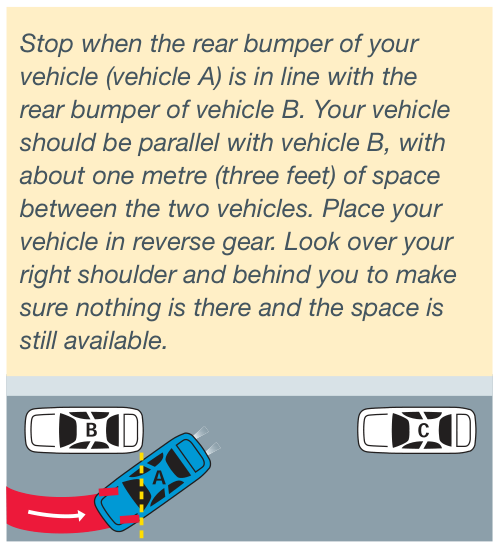 Stop when the rear bumper of your
vehicle (vehicle A) is in line with the
rear bumper of vehicle B. Your vehicle
should be parallel with vehicle B, with
about one metre (three feet) of space
between the two vehicles. Place your
vehicle in reverse gear. Look over your
right shoulder and behind you to make
sure nothing is there and the space is
still available.
B
C
A